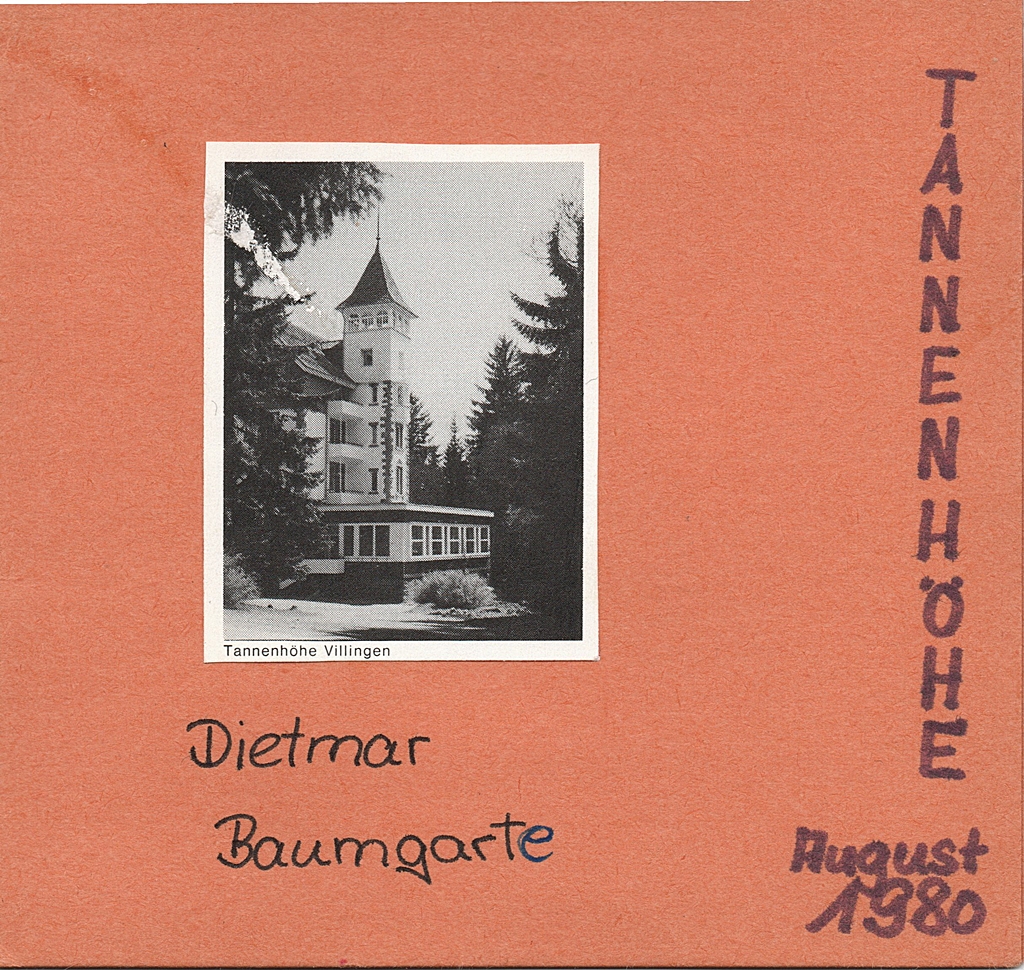 TANNENHÖHE
Tannenhöhe Villingen
Dietmar
Baumgarte
August
1980